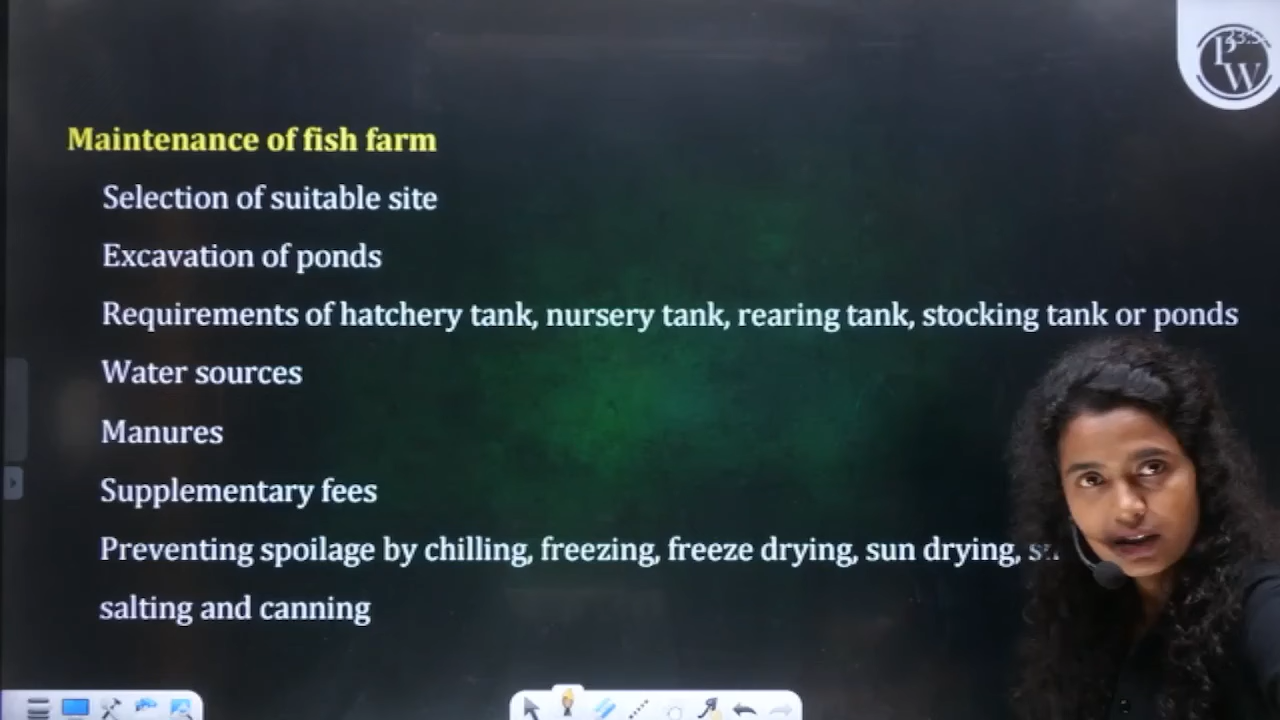 PW
Maintenance of fish farm
Selection of suitable site
Excavation of ponds
Requirements of hatchery tank, nursery tank, rearing tank, stocking tank or ponds
Water sources
Manures
Supplementary fees
Preventing spoilage by chilling, freezing, freeze drying, sun drying,
salting and canning